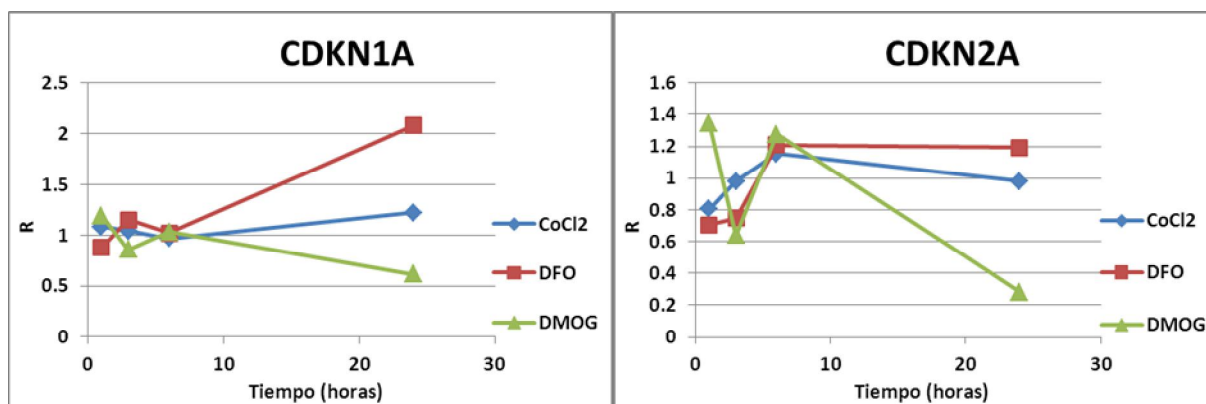 CDKN1A
2.5
2
1.5
1
0.5
0
R
0 10 20 30
Tiempo (horas)
CoCl2
DFO
DMOG
CDKN2A
1.6
1.4
1.2
1
0.8
0.6
0.4
0.2
0
R
0 10 20 30
Tiempo (horas)
CoCl2
DFO
DMOG